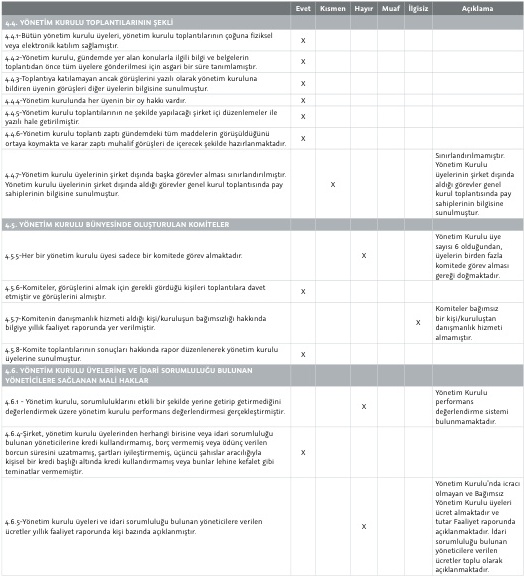 Evet Kısmen Hayır Muaf İlgisiz Açıklama
4.4. YÖNETİM KURULU TOPLANTILARININ ŞEKLİ
4.4.1-Bütün yönetim kurulu üyeleri, yönetim kurulu toplantılarının çoğuna fiziksel
veya elektronik katılım sağlamıştır. X
4.4.2-Yönetim kurulu, gündemde yer alan konularla ilgili bilgi ve belgelerin
toplantıdan önce tüm üyelere gönderilmesi için asgari bir süre tanımlamıştır. X
4.4.3-Toplantıya katılamayan ancak görüşlerini yazılı olarak yönetim kuruluna
bildiren üyenin görüşleri diğer üyelerin bilgisine sunulmuştur. X
4.4.4-Yönetim kurulunda her üyenin bir oy hakkı vardır. X
4.4.5-Yönetim kurulu toplantılarının ne şekilde yapılacağı şirket içi düzenlemeler ile
yazılı hale getirilmiştir. X
4.4.6-Yönetim kurulu toplantı zaptı gündemdeki tüm maddelerin görüşüldüğünü
ortaya koymakta ve karar zaptı muhalif görüşleri de içerecek şekilde hazırlanmaktadır. X
4.4.7-Yönetim kurulu üyelerinin şirket dışında başka görevler alması sınırlandırılmıştır.
Yönetim kurulu üyelerinin şirket dışında aldığı görevler genel kurul toplantısında pay
sahiplerinin bilgisine sunulmuştur. X
Sınırlandırılmamıştır.
Yönetim Kurulu
üyelerinin şirket dışında
aldığı görevler genel
kurul toplantısında pay
sahiplerinin bilgisine
sunulmuştur.
4.5. YÖNETİM KURULU BÜNYESİNDE OLUŞTURULAN KOMİTELER
4.5.5-Her bir yönetim kurulu üyesi sadece bir komitede görev almaktadır. X
Yönetim Kurulu üye
sayısı 6 olduğundan,
üyelerin birden fazla
komitede görev alması
gereği doğmaktadır.
4.5.6-Komiteler, görüşlerini almak için gerekli gördüğü kişileri toplantılara davet
etmiştir ve görüşlerini almıştır. X
4.5.7-Komitenin danışmanlık hizmeti aldığı kişi/kuruluşun bağımsızlığı hakkında
bilgiye yıllık faaliyet raporunda yer verilmiştir. X
Komiteler bağımsız
bir kişi/kuruluştan
danışmanlık hizmeti
almamıştır.
4.5.8-Komite toplantılarının sonuçları hakkında rapor düzenlenerek yönetim kurulu
üyelerine sunulmuştur. X
4.6. YÖNETİM KURULU ÜYELERİNE VE İDARİ SORUMLULUĞU BULUNAN
YÖNETİCİLERE SAĞLANAN MALİ HAKLAR
4.6.1 - Yönetim kurulu, sorumluluklarını etkili bir şekilde yerine getirip getirmediğini
değerlendirmek üzere yönetim kurulu performans değerlendirmesi gerçekleştirmiştir. X
Yönetim Kurulu
performans
değerlendirme sistemi
bulunmamaktadır.
4.6.4-Şirket, yönetim kurulu üyelerinden herhangi birisine veya idari sorumluluğu
bulunan yöneticilerine kredi kullandırmamış, borç vermemiş veya ödünç verilen
borcun süresini uzatmamış, şartları iyileştirmemiş, üçüncü şahıslar aracılığıyla
kişisel bir kredi başlığı altında kredi kullandırmamış veya bunlar lehine kefalet gibi
teminatlar vermemiştir. X
4.6.5-Yönetim kurulu üyeleri ve idari sorumluluğu bulunan yöneticilere verilen
ücretler yıllık faaliyet raporunda kişi bazında açıklanmıştır. X
Yönetim Kurulu'nda icracı
olmayan ve Bağımsız
Yönetim Kurulu üyeleri
ücret almaktadır ve
tutar Faaliyet raporunda
açıklanmaktadır. İdari
sorumluluğu bulunan
yöneticilere verilen
ücretler toplu olarak
açıklanmaktadır.